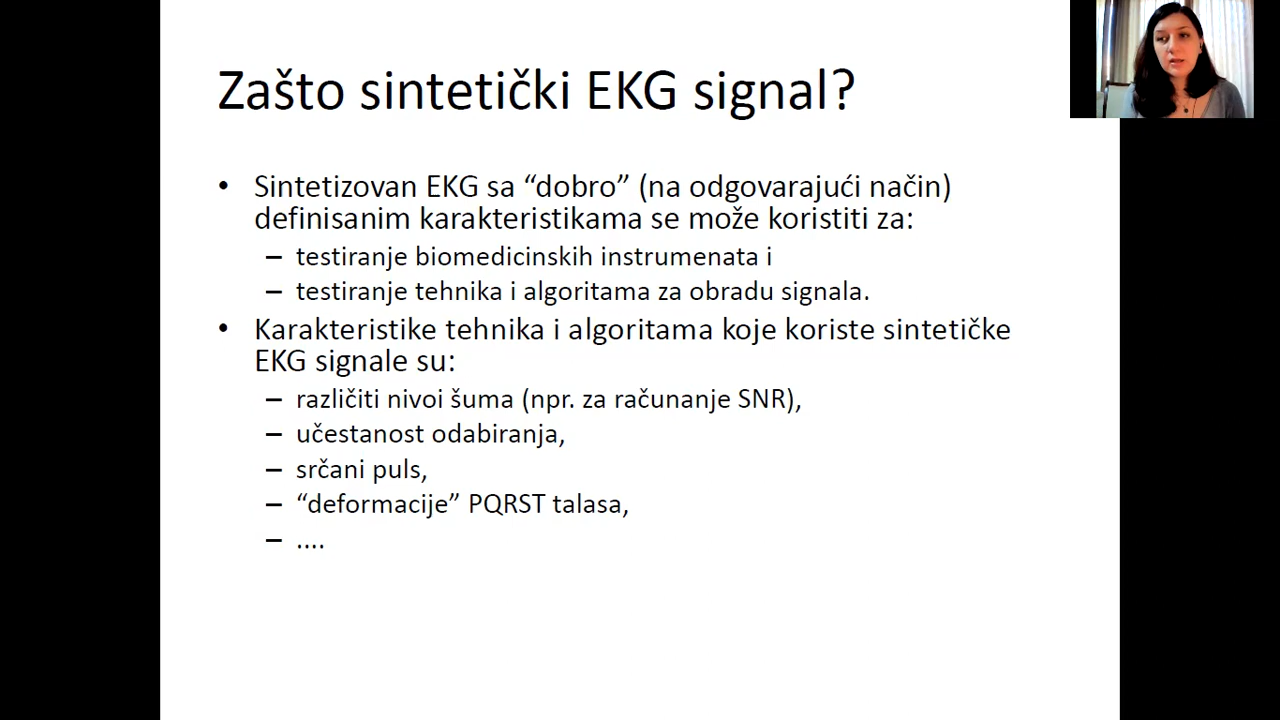 Zašto sintetički EKG signal?
• Sintetizovan EKG sa “dobro” (na odgovarajući način)
definisanim karakteristikama se može koristiti za:
– testiranje biomedicinskih instrumenata i
– testiranje tehnika i algoritama za obradu signala.
• Karakteristike tehnika i algoritama koje koriste sintetičke
EKG signale su:
– različiti nivoi šuma (npr. za računanje SNR),
– učestanost odabiranja,
– srčani puls,
– “deformacije” PQRST talasa,
– ....